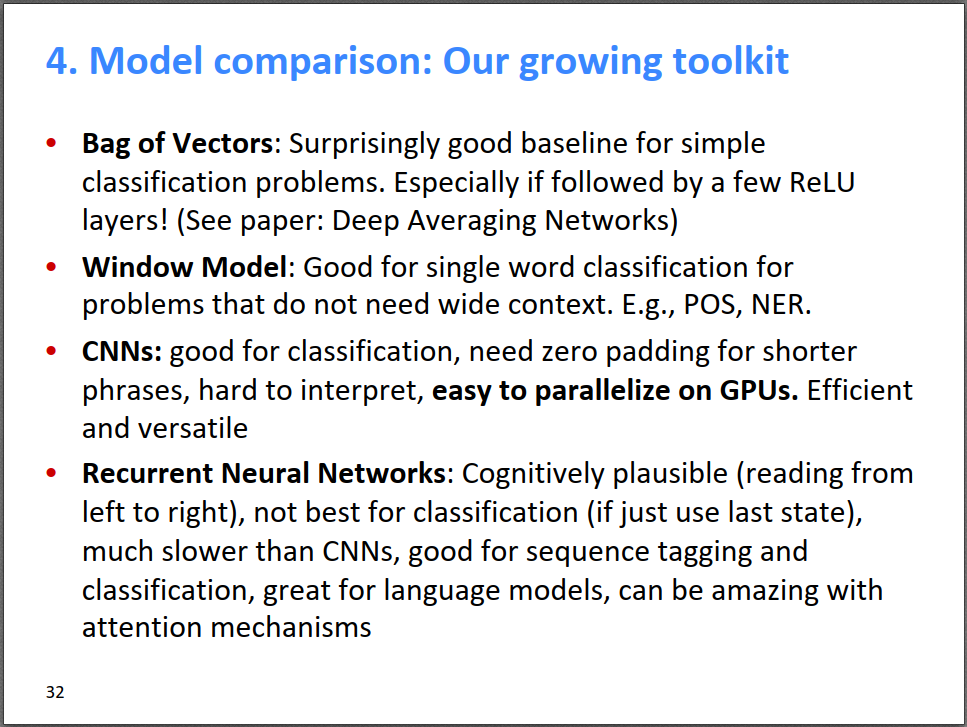 4. Model comparison: Our growing toolkit
• Bag of Vectors: Surprisingly good baseline for simple
classification problems. Especially if followed by a few ReLU
layers! (See paper: Deep Averaging Networks)
• Window Model: Good for single word classification for
problems that do not need wide context. E.g., POS, NER.
• CNNs: good for classification, need zero padding for shorter
phrases, hard to interpret, easy to parallelize on GPUs. Efficient
and versatile
• Recurrent Neural Networks: Cognitively plausible (reading from
left to right), not best for classification (if just use last state),
much slower than CNNs, good for sequence tagging and
classification, great for language models, can be amazing with
attention mechanisms
32